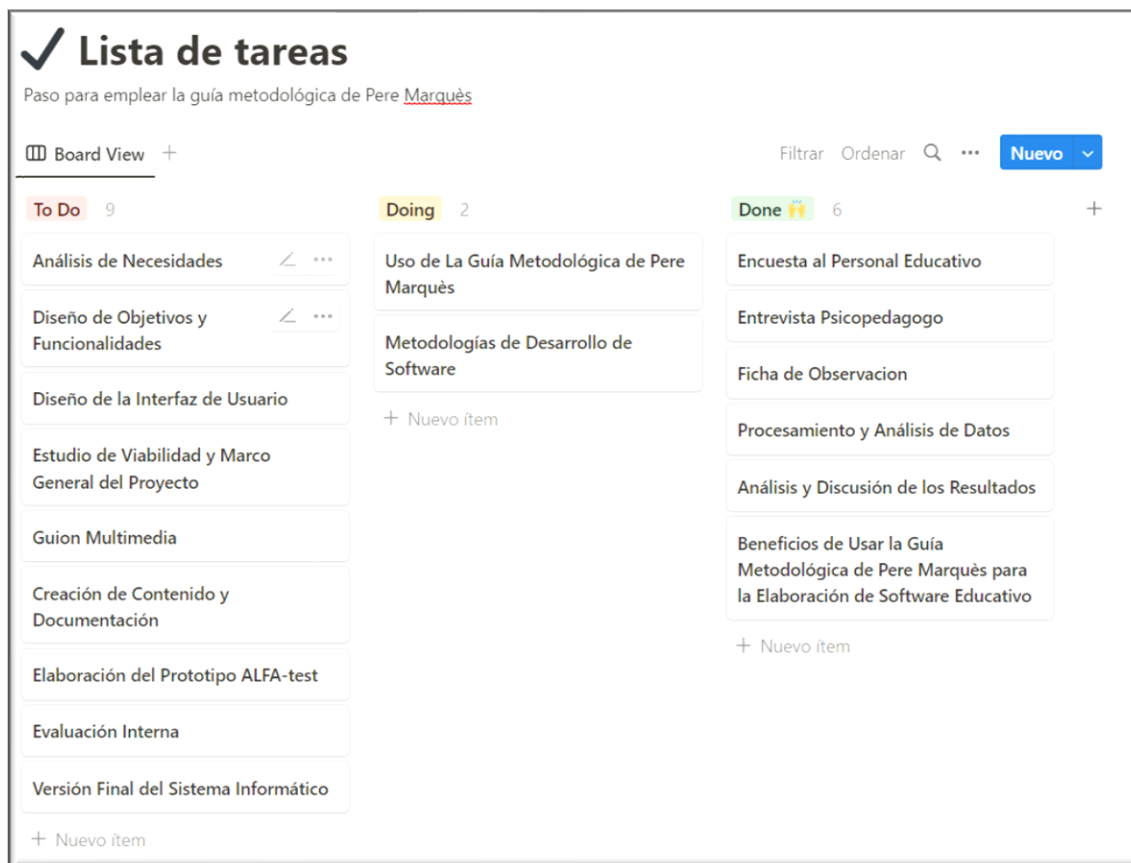 Lista de tareas
Paso para emplear la guía metodológica de Pere Marquès
Board View
Filtrar Ordenar Nuevo
To Do 9
Análisis de Necesidades
Diseño de Objetivos y
Funcionalidades
Diseño de la Interfaz de Usuario
Estudio de Viabilidad y Marco
General del Proyecto
Guion Multimedia
Creación de Contenido y
Documentación
Elaboración del Prototipo ALFA-test
Evaluación Interna
Versión Final del Sistema Informático
+ Nuevo ítem
Doing 2
Uso de La Guía Metodológica de Pere
Marquès
Metodologías de Desarrollo de
Software
+ Nuevo ítem
Done 🙌 6
Encuesta al Personal Educativo
Entrevista Psicopedagogo
Ficha de Observacion
Procesamiento y Análisis de Datos
Análisis y Discusión de los Resultados
Beneficios de Usar la Guía
Metodológica de Pere Marquès para
la Elaboración de Software Educativo
+ Nuevo ítem